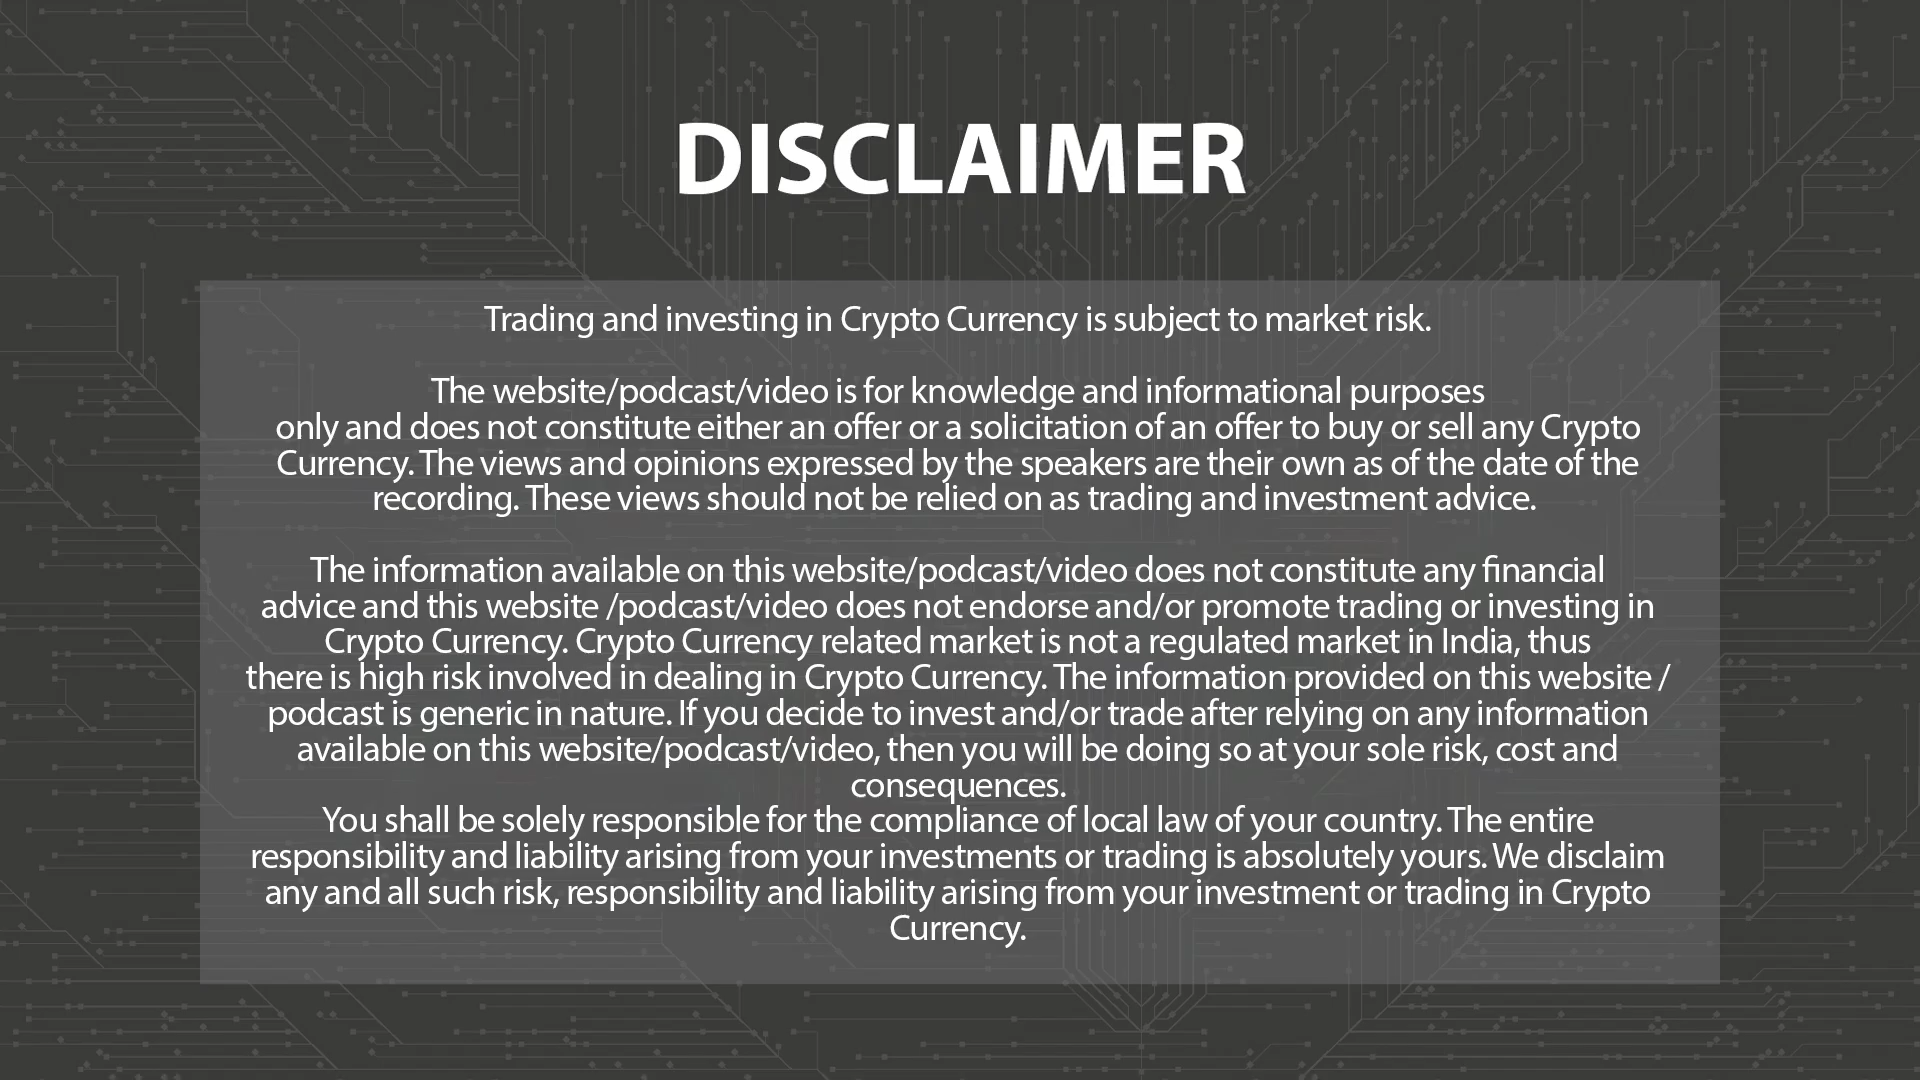 DISCLAIMER
Trading and investing in Crypto Currency is subject to market risk.
The website/podcast/video is for knowledge and informational purposes
only and does not constitute either an offer or a solicitation of an offer to buy or sell any Crypto
Currency. The views and opinions expressed by the speakers are their own as of the date of the
recording. These views should not be relied on as trading and investment advice.
The information available on this website/podcast/video does not constitute any financial
advice and this website /podcast/video does not endorse and/or promote trading or investing in
Crypto Currency. Crypto Currency related market is not a regulated market in India, thus
there is high risk involved in dealing in Crypto Currency. The information provided on this website /
podcast is generic in nature. If you decide to invest and/or trade after relying on any information
available on this website/podcast/video, then you will be doing so at your sole risk, cost and
consequences.
You shall be solely responsible for the compliance of local law of your country. The entire
responsibility and liability arising from your investments or trading is absolutely yours. We disclaim
any and all such risk, responsibility and liability arising from your investment or trading in Crypto
Currency.